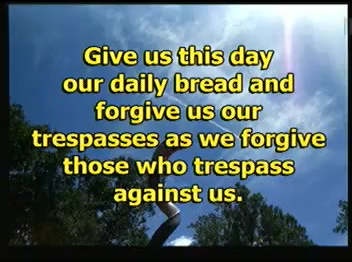 Give us this day
our daily bread and
forgive us our
trespasses as we forgive
those who trespass
against us.